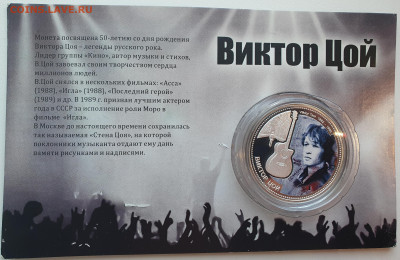 СОВСОМ.RU
Монета посвящена 50-летию со дня рождения
Виктора Цоя – легенды русского рока.
Лидер группы «Кино», автор музыки и стихов,
В.Цой завоевал своим творчеством сердца
миллионов людей.
В.Цой снялся в нескольких фильмах: «Асса»
(1988), «Игла» (1988), «Последний герой»
(1989) и др. В 1989 г. признан лучшим актером
года в СССР за исполнение роли Моро в
фильме «Игла».
В Москве до настоящего времени сохранилась
так называемая «Стена Цоя», на которой
поклонники музыканта отдают ему дань
памяти рисунками и надписями.
Виктор Цой
ВИКТОР ЦОЙ